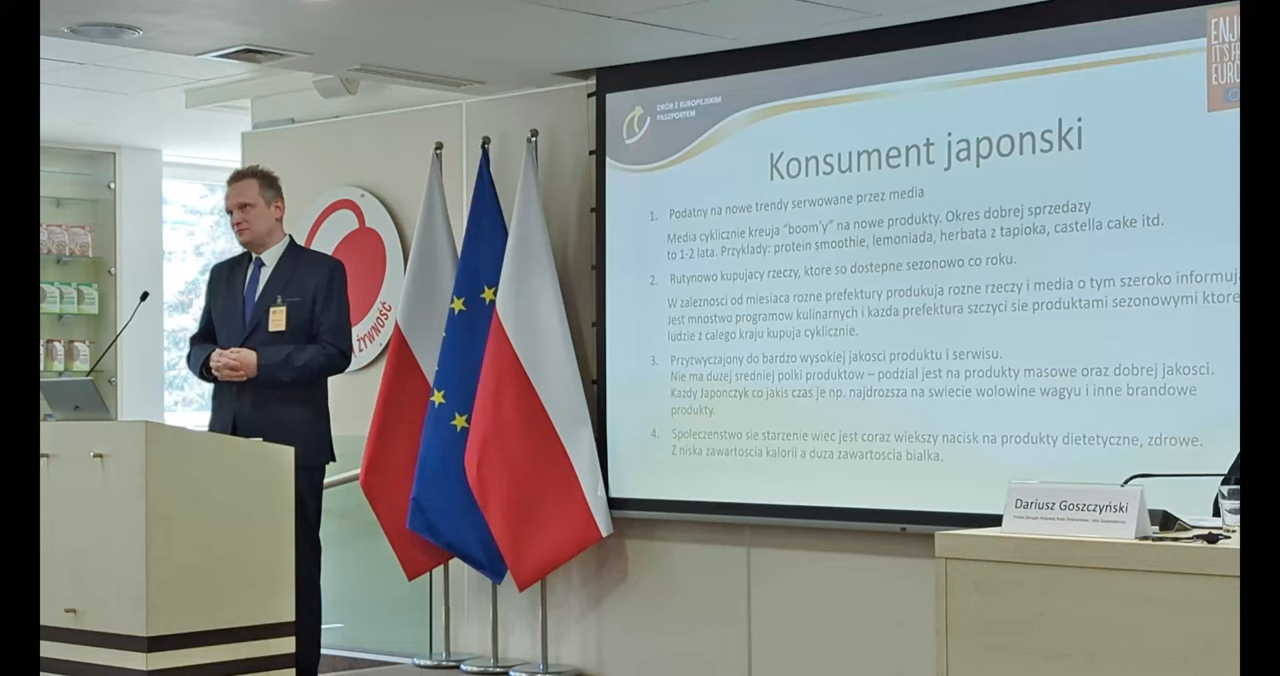 DRÓB Z EUROPEJSKIM
PASZPORTEM
ENJOY
IT'S FR
EURO
Konsument japonski
1. Podatny na nowe trendy serwowane przez media
Media cyklicznie kreuja “boom’y” na nowe produkty. Okres dobrej sprzedazy
to 1-2 lata. Przyklady: protein smoothie, lemoniada, herbata z tapioka, castella cake itd.
2. Rutynowo kupujacy rzeczy, ktore so dostepne sezonowo co roku.
W zaleznosci od miesiaca rozne prefektury produkuja rozne rzeczy i media o tym szeroko informuja
Jest mnostwo programow kulinarnych i kazda prefektura szczyci sie produktami sezonowymi ktore
ludzie z calego kraju kupuja cyklicznie.
3. Przyzwyczajony do bardzo wysokiej jakosci produktu i serwisu.
Nie ma duzej sredniej polki produktow – podzial jest na produkty masowe oraz dobrej jakosci.
Kazdy Japonczyk co jakis czas je np. najdrozsza na swiecie wolowine wagyu i inne brandowe
produkty.
4. Spoleczenstwo sie starzenie wiec jest coraz wiekszy nacisk na produkty dietetyczne, zdrowe.
Z niska zawartoscia kalorii a duza zawartoscia bialka.
ŻYWNOŚĆ
Dariusz Goszczyński